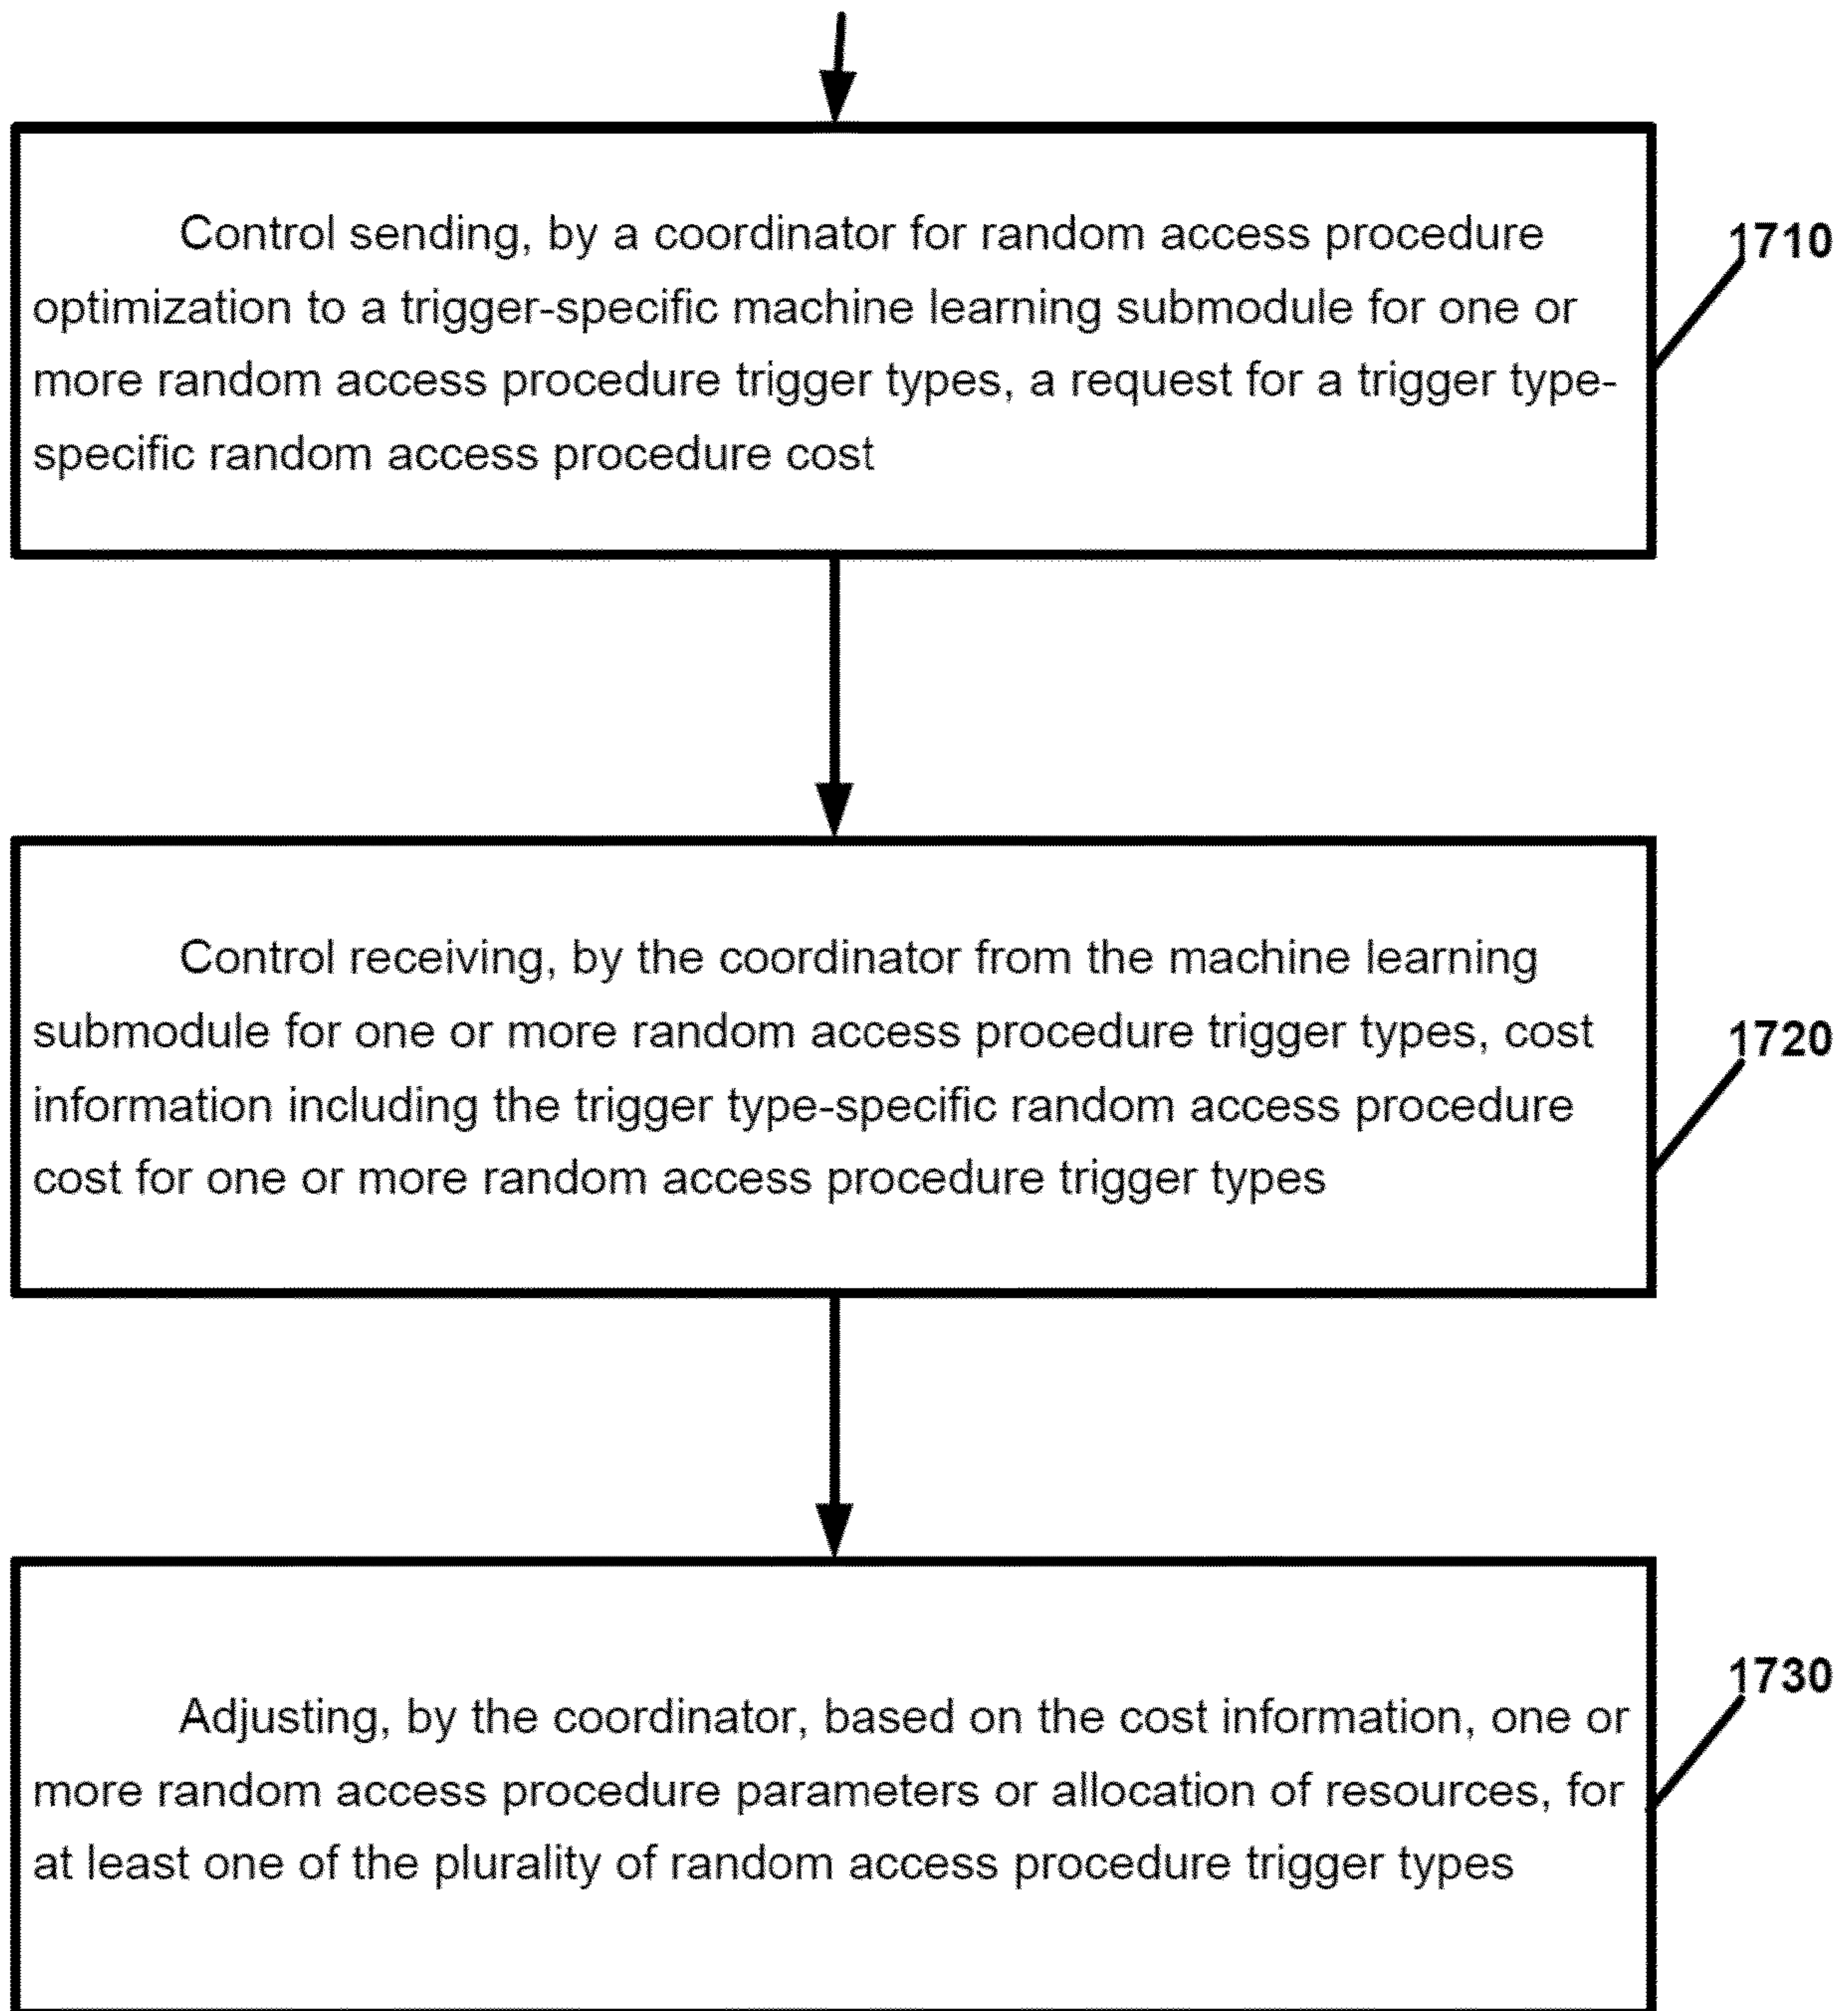 Control sending, by a coordinator for random access procedure
optimization to a trigger-specific machine learning submodule for one or
more random access procedure trigger types, a request for a trigger type-
specific random access procedure cost
1710
Control receiving, by the coordinator from the machine learning
submodule for one or more random access procedure trigger types, cost
information including the trigger type-specific random access procedure
cost for one or more random access procedure trigger types
1720
Adjusting, by the coordinator, based on the cost information, one or
more random access procedure parameters or allocation of resources, for
at least one of the plurality of random access procedure trigger types
1730